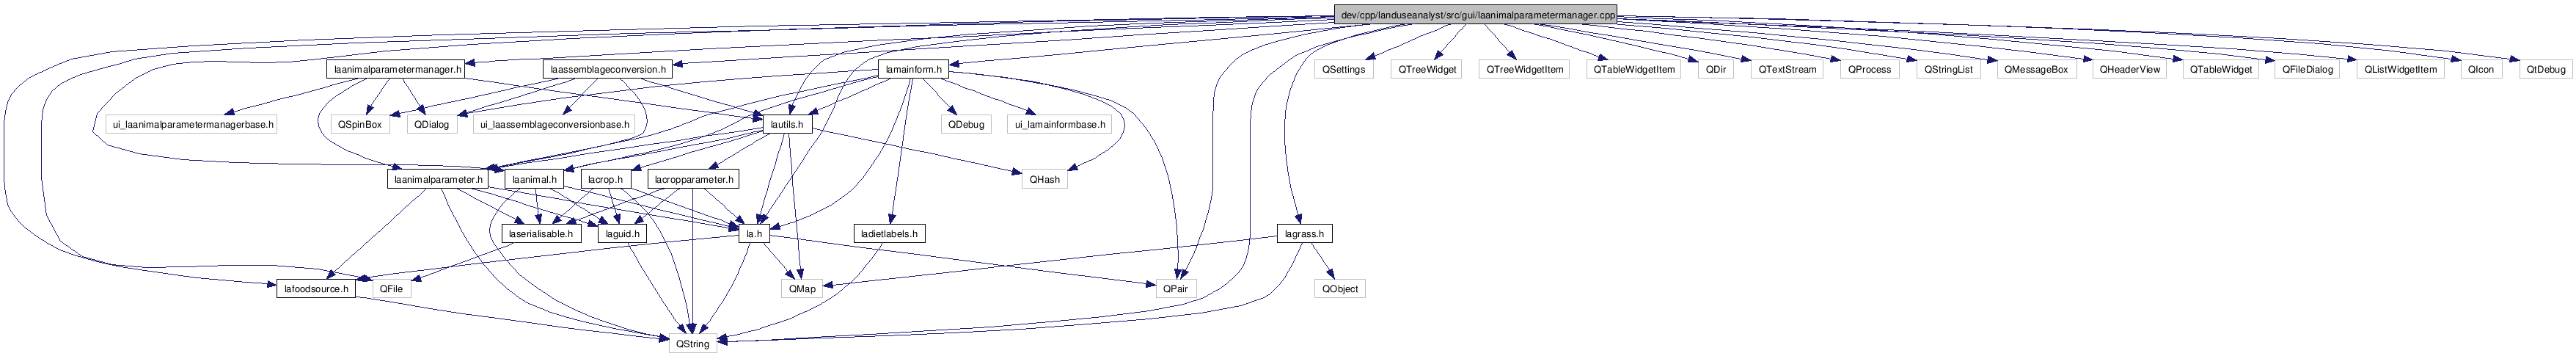 dev/cpp/landuseanalyst/src/gui/laanimalparametermanager.cpp
laanimalparametermanager.h
laassemblageconversion.h
lamainform.h
QSettings
QTreeWidget
QTreeWidgetItem
QTableWidgetItem
QDir
QTextStream
QProcess
QStringList
QMessageBox
QHeaderView
QTableWidget
QFileDialog
QListWidgetItem
QIcon
QtDebug
ui_laanimalparametermanagerbase.h
QSpinBox
QDialog
ui_laassemblageconversionbase.h
lautils.h
QDebug
ui_lamainformbase.h
laanimalparameter.h
laanimal.h
lacrop.h
lacropparameter.h
QHash
laserialisable.h
laguid.h
la.h
ladietlabels.h
lagrass.h
lafoodsource.h
QFile
QMap
QPair
QObject
QString